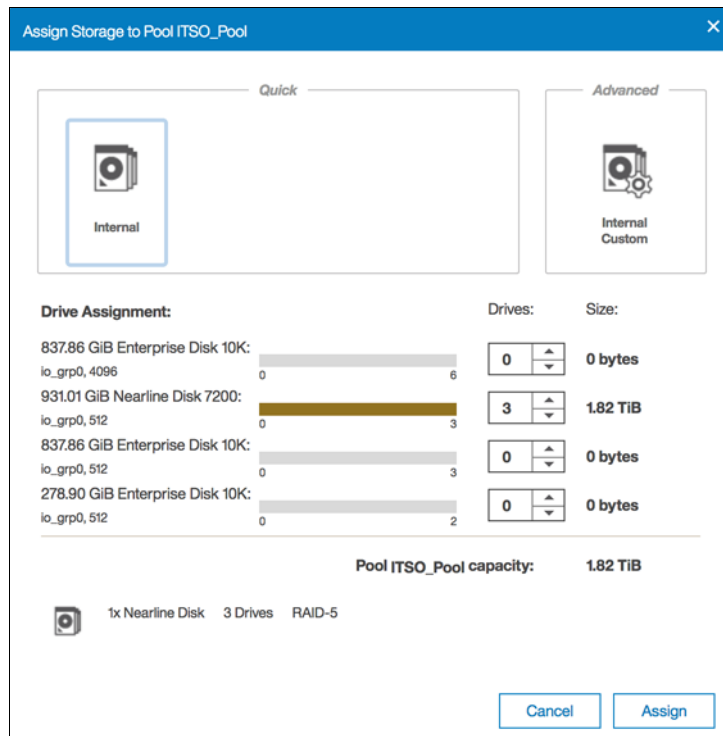 Assign Storage to Pool ITSO_Pool
Quick
Advanced
Internal
Internal
Custom
Drive Assignment: Drives: Size:
837.86 GiB Enterprise Disk 10K:
io_grp0, 4096
0 6
0
0 bytes
931.01 GiB Nearline Disk 7200:
io_grp0, 512
0 3
3
1.82 TiB
837.86 GiB Enterprise Disk 10K:
io_grp0, 512
0 3
0
0 bytes
278.90 GiB Enterprise Disk 10K:
io_grp0, 512
0 2
0
0 bytes
Pool ITSO_Pool capacity: 1.82 TiB
1x Nearline Disk 3 Drives RAID-5
Cancel
Assign